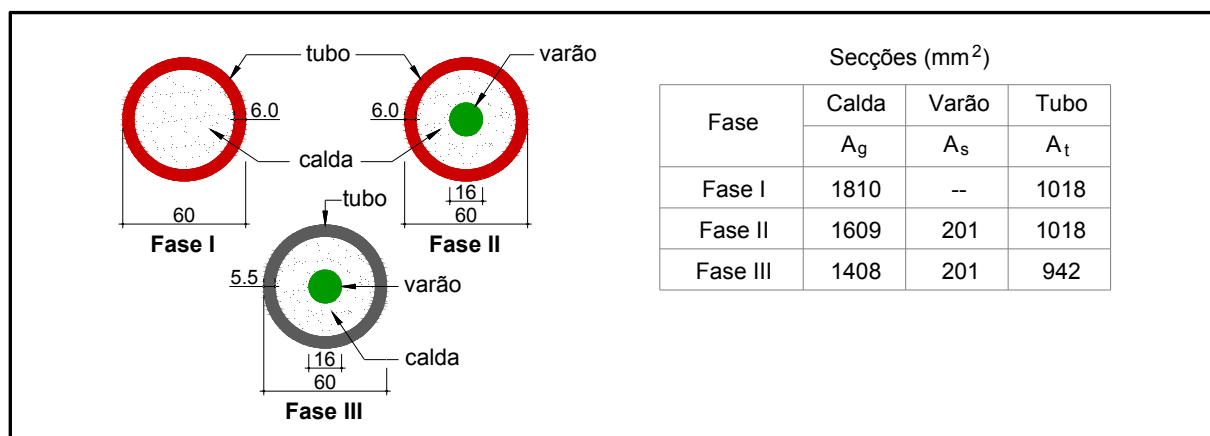 tubo
varão
6.0
6.0
calda
16
60
60
Fase I
Fase II
tubo
5.5
varão
calda
16
60
Fase III
Secções (mm²)
Fase Calda Varão Tubo
Ag As At
Fase I 1810 -- 1018
Fase II 1609 201 1018
Fase III 1408 201 942